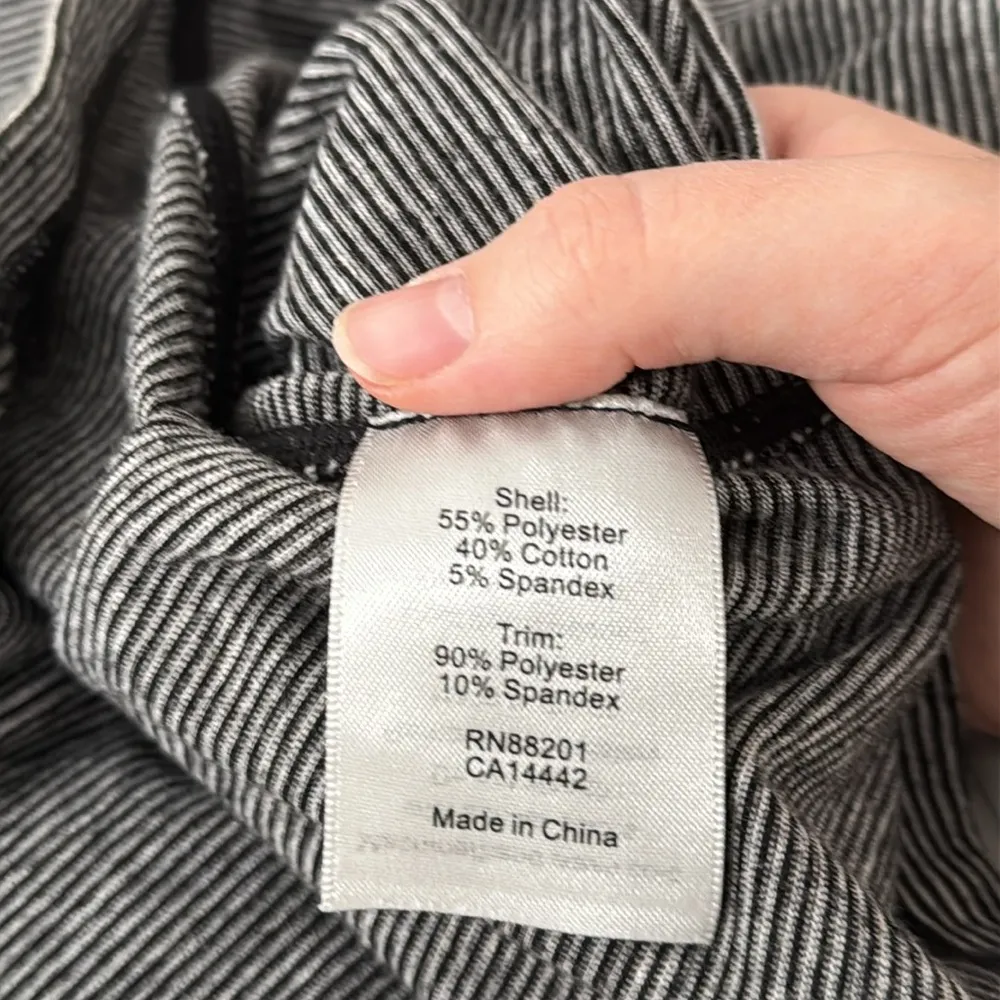 Shell:
55% Polyester
40% Cotton
5% Spandex
Trim:
90% Polyester
10% Spandex
RN88201
CA14442
Made in China